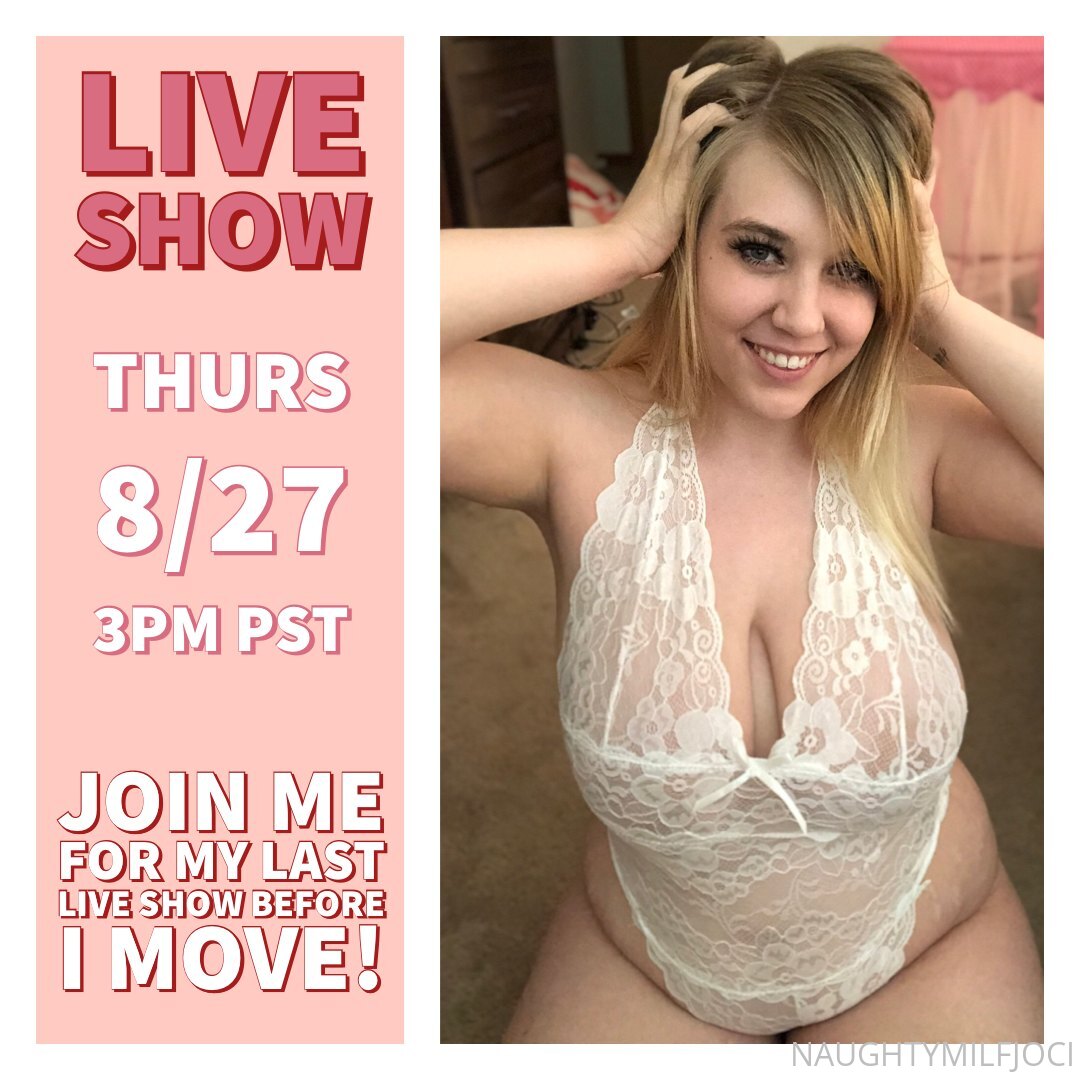 LIVE
SHOW
THURS
8/27
3PM PST
JOIN ME
FOR MY LAST
LIVE SHOW BEFORE
I MOVE!
NAUGHTYMILFJOCI